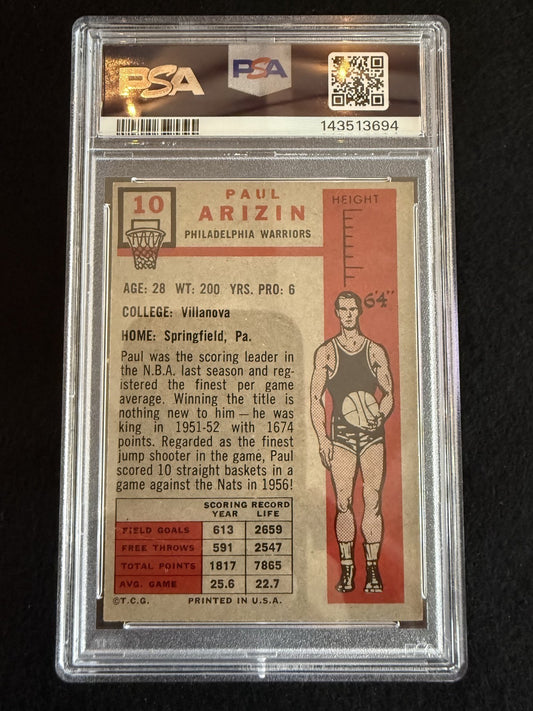 PSA
PSA
143513694
10
PAUL
ARIZIN
PHILADELPHIA WARRIORS
HEIGHT
6'4"
AGE: 28 WT: 200 YRS. PRO: 6
COLLEGE: Villanova
HOME: Springfield, Pa.
Paul was the scoring leader in
the N.B.A. last season and reg-
istered the finest per game
average. Winning the title is
nothing new to him — he was
king in 1951-52 with 1674
points. Regarded as the finest
jump shooter in the game, Paul
scored 10 straight baskets in a
game against the Nats in 1956!
SCORING RECORD
YEAR LIFE
FIELD GOALS 613 2659
FREE THROWS 591 2547
TOTAL POINTS 1817 7865
AVG. GAME 25.6 22.7
©T.C.G. PRINTED IN U.S.A.